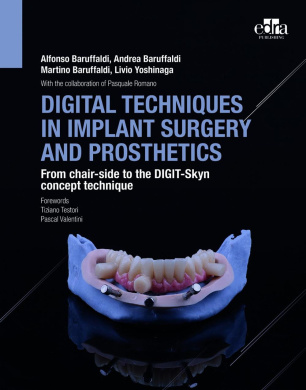 edra
PUBLISHING
Alfonso Baruffaldi, Andrea Baruffaldi
Martino Baruffaldi, Livio Yoshinaga
With the collaboration of Pasquale Romano
DIGITAL TECHNIQUES
IN IMPLANT SURGERY
AND PROSTHETICS
From chair-side to the DIGIT-Skyn
concept technique
Forewords
Tiziano Testori
Pascal Valentini